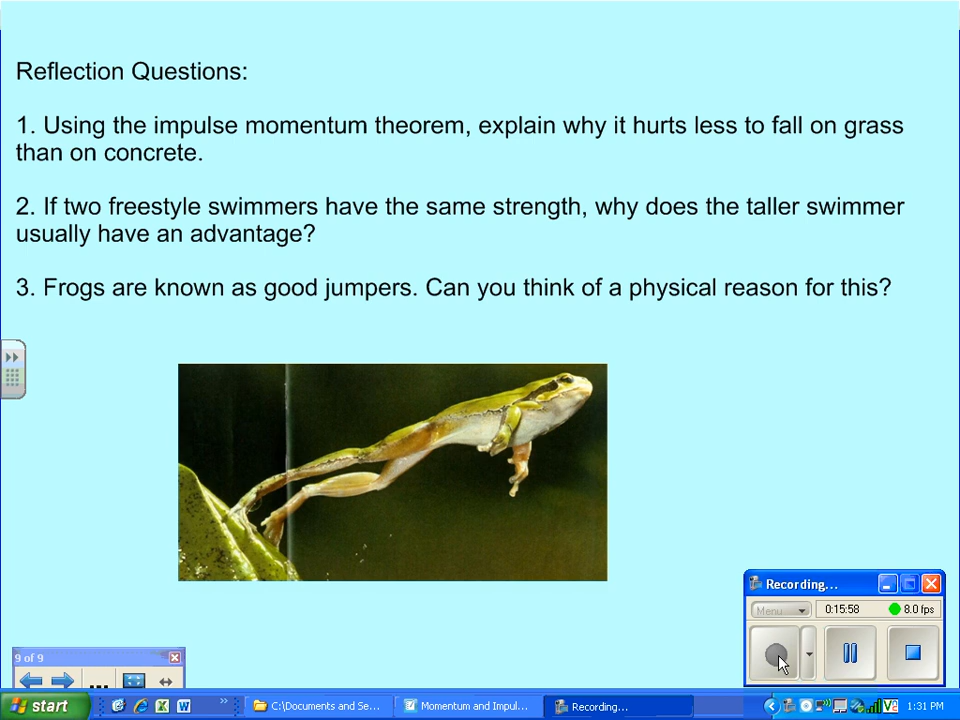 Reflection Questions:
1. Using the impulse momentum theorem, explain why it hurts less to fall on grass
than on concrete.
2. If two freestyle swimmers have the same strength, why does the taller swimmer
usually have an advantage?
3. Frogs are known as good jumpers. Can you think of a physical reason for this?
Recording...
Menu
0:15:58
8.0 fps
9 of 9
start
C:\Documents and Se...
Momentum and Impul...
Recording...
1:31 PM